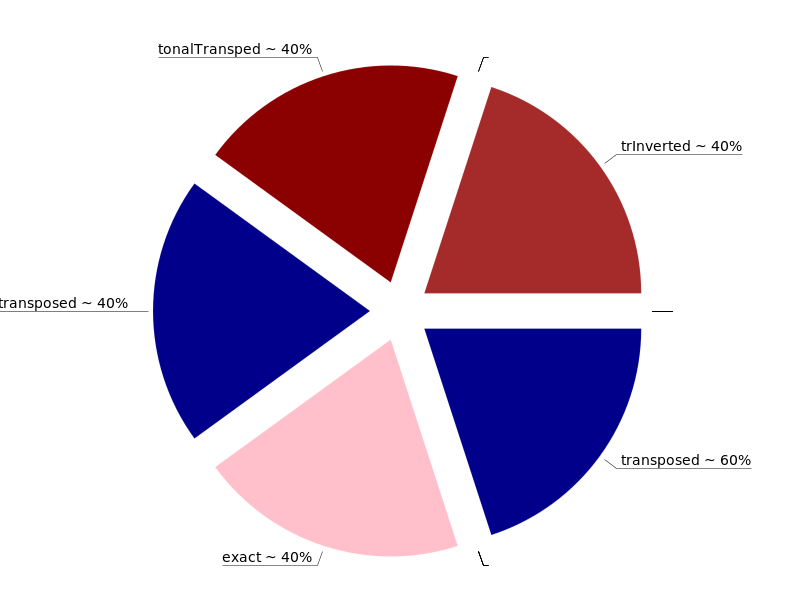 tonalTransped ~ 40%
trInverted ~ 40%
transposed ~ 40%
transposed ~ 60%
exact ~ 40%